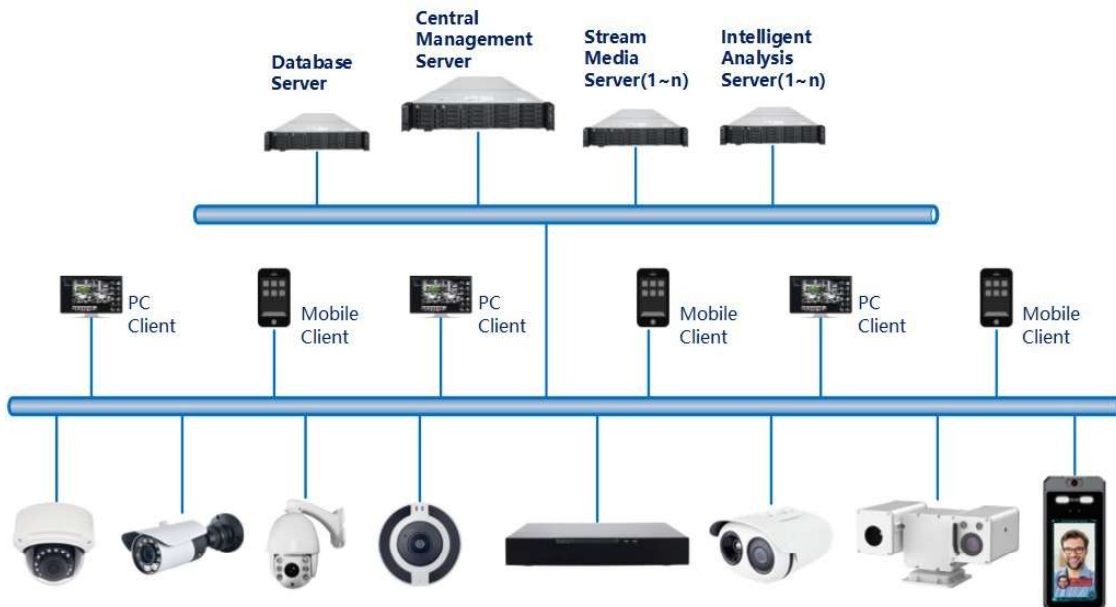 Database
Server
Central
Management
Server
Stream
Media
Server(1~n)
Intelligent
Analysis
Server(1~n)
PC
Client
Mobile
Client
PC
Client
Mobile
Client
PC
Client
Mobile
Client